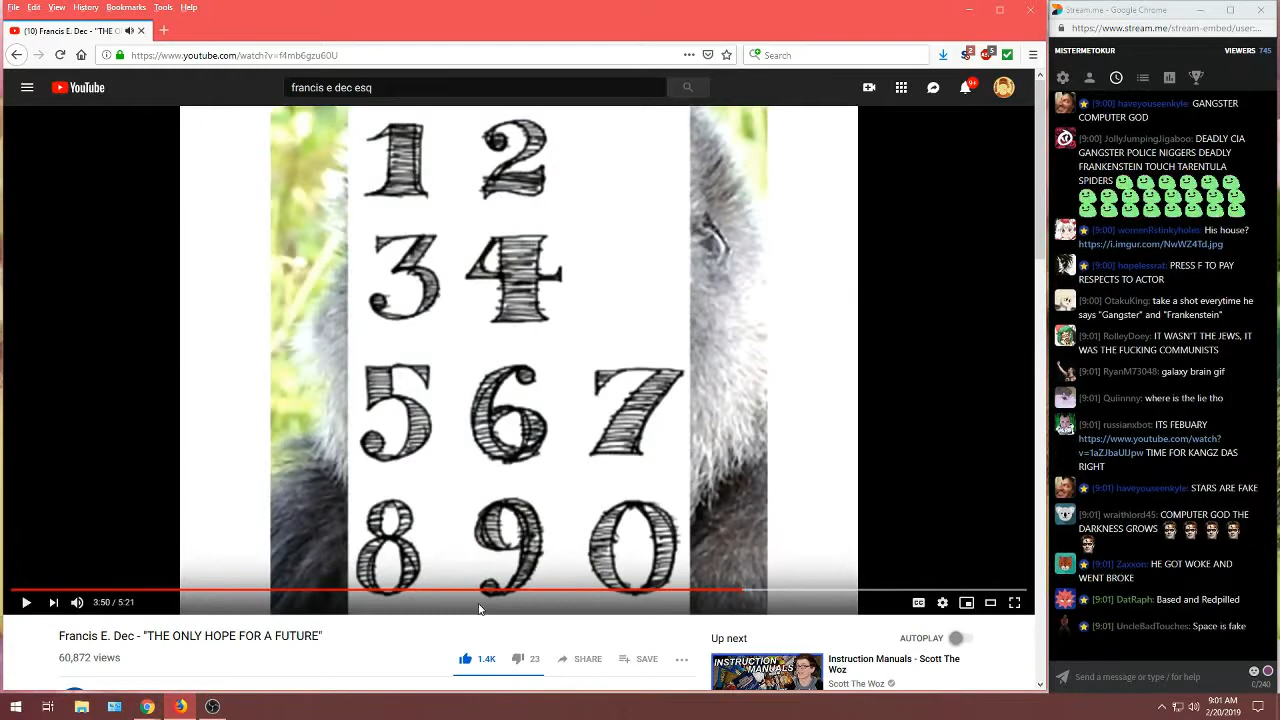 File Edit View History Bookmarks Tools Help
(10) Francis E. Dec - "THE O
https://www.youtube.com/watch?v=f4mb6gzu60U
Search
2
5
YouTube
francis e dec esq
9+
1 2
3 4
5 6 7
8 9 0
3:50 / 5:21
CC
Francis E. Dec - "THE ONLY HOPE FOR A FUTURE"
60,872 views
1.4K 23 SHARE SAVE
Up next
AUTOPLAY
INSTRUCTION
MANUALS
Instruction Manuals - Scott The
Woz
Scott The Woz
Stream.me - Google Chrome
https://www.stream.me/stream-embed/user:...
MISTERMETOKUR
VIEWERS 745
[9:00] haveyouseenkyle: GANGSTER
COMPUTER GOD
[9:00] JollyJumpingJigaboo: DEADLY CIA
GANGSTER POLICE NIGGERS DEADLY
FRANKENSTEIN TOUCH TARENTULA
SPIDERS
[9:00] womenRstinkyholes: His house?
https://i.imgur.com/NwWZ4Td.jpg
[9:00] hopelessrat: PRESS F TO PAY
RESPECTS TO ACTOR
[9:00] OtakuKing: take a shot everytime he
says "Gangster" and "Frankenstein"
[9:01] RolleyDoey: IT WASN'T THE JEWS, IT
WAS THE FUCKING COMMUNISTS
[9:01] RyanM73048: galaxy brain gif
[9:01] Quiinnny: where is the lie tho
[9:01] russianxbot: ITS FEBUARY
https://www.youtube.com/watch?
v=1aZJbaUIJpw TIME FOR KANGZ DAS
RIGHT
[9:01] haveyouseenkyle: STARS ARE FAKE
[9:01] wraithlord45: COMPUTER GOD THE
DARKNESS GROWS
[9:01] Zaxxon: HE GOT WOKE AND
WENT BROKE
[9:01] DatRaph: Based and Redpilled
[9:01] UncleBadTouches: Space is fake
Send a message or type / for help
0/240
9:01 AM
2/20/2019